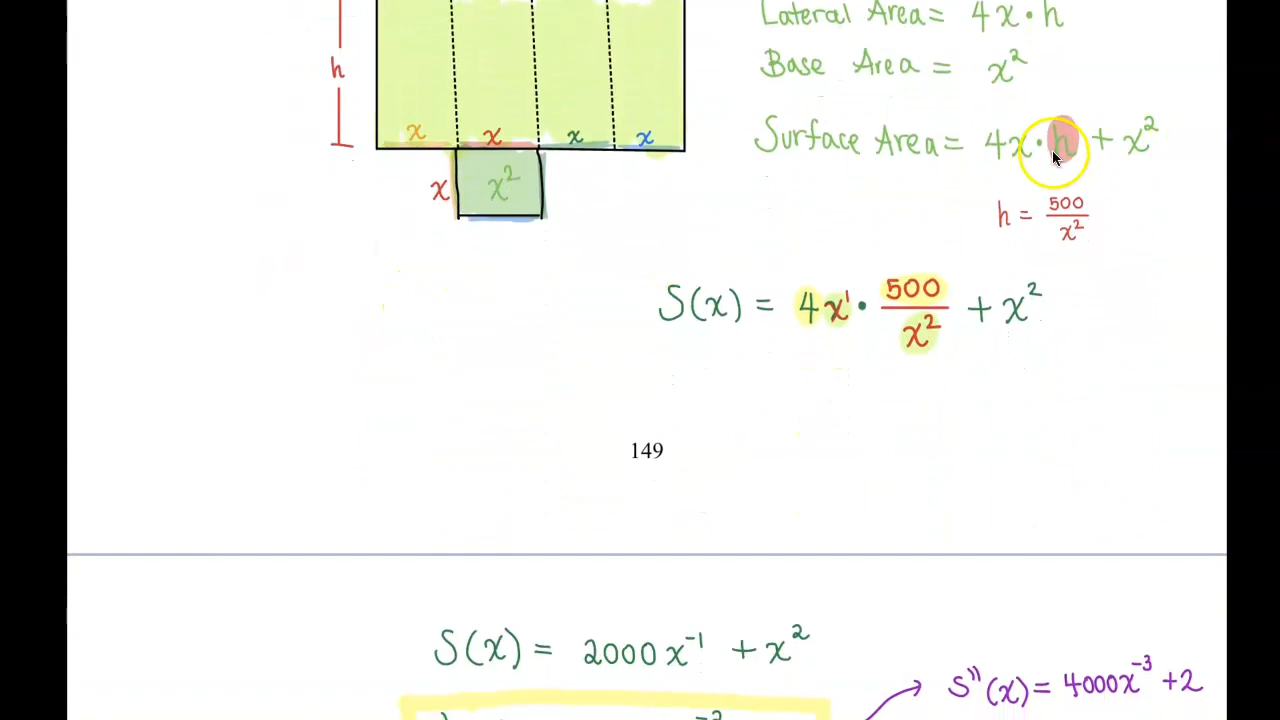 Lateral Area = 4x · h
h
Base Area = x²
x x x x
Surface Area = 4x · h + x²
x x²
h = 500/x²
S(x) = 4x¹ · 500/x² + x²
149
S(x) = 2000x⁻¹ + x²
S''(x) = 4000x⁻³ + 2